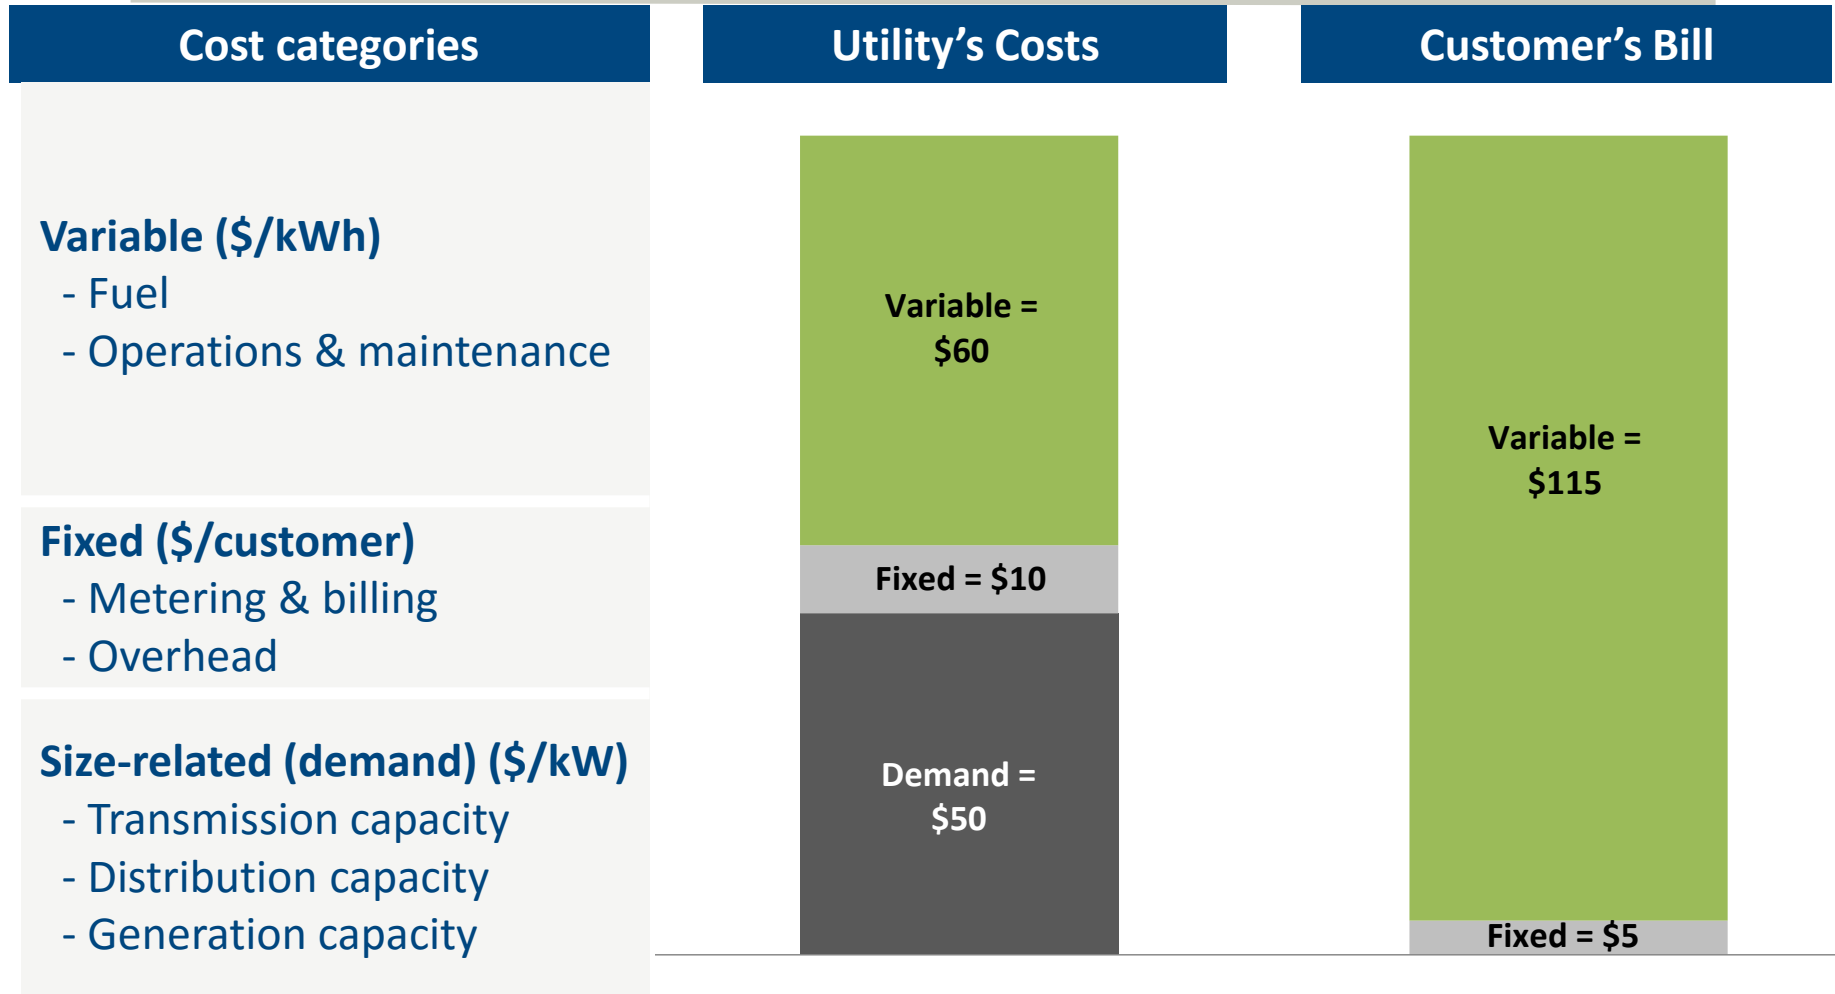 Cost categories
Utility’s Costs
Customer’s Bill
Variable ($/kWh)
- Fuel
- Operations & maintenance
Fixed ($/customer)
- Metering & billing
- Overhead
Size-related (demand) ($/kW)
- Transmission capacity
- Distribution capacity
- Generation capacity
Variable =
$60
Fixed = $10
Demand =
$50
Variable =
$115
Fixed = $5